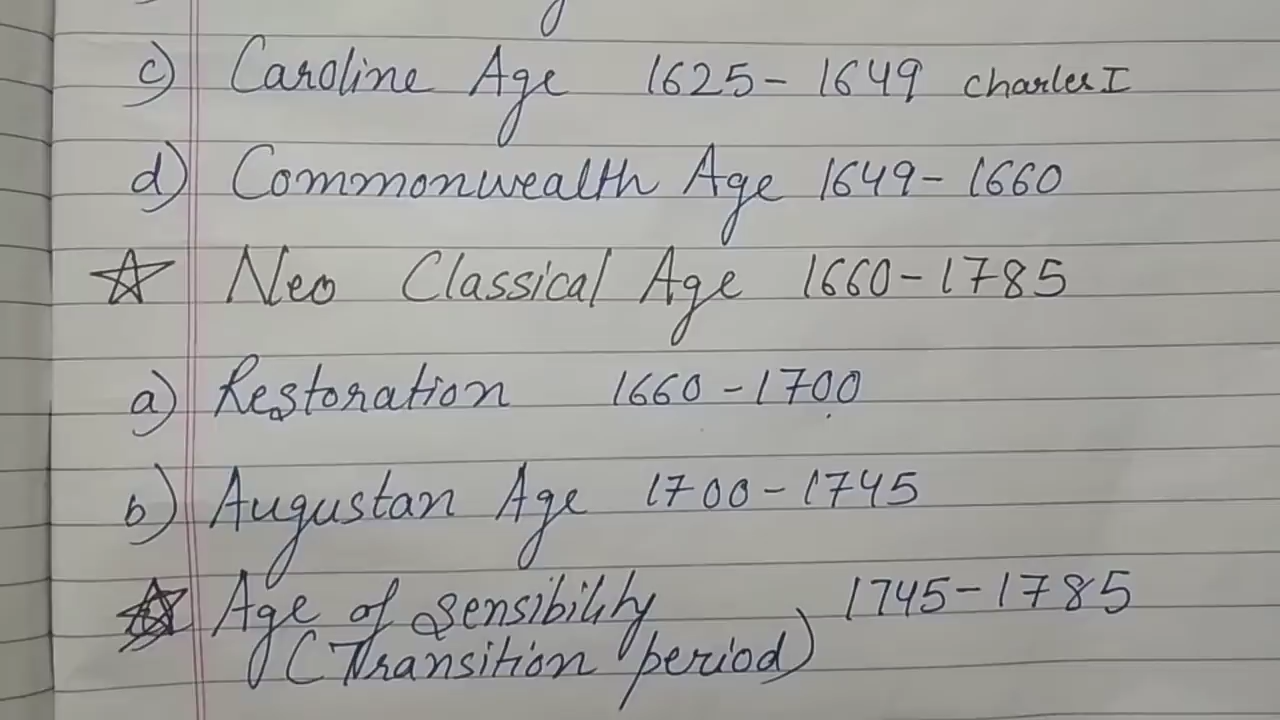 c) Caroline Age 1625- 1649 Charles I
d) Commonwealth Age 1649- 1660
☆ Neo Classical Age 1660-1785
a) Restoration 1660-1700
b) Augustan Age 1700-1745
Age of Sensibility 1745-1785
(Transition period)